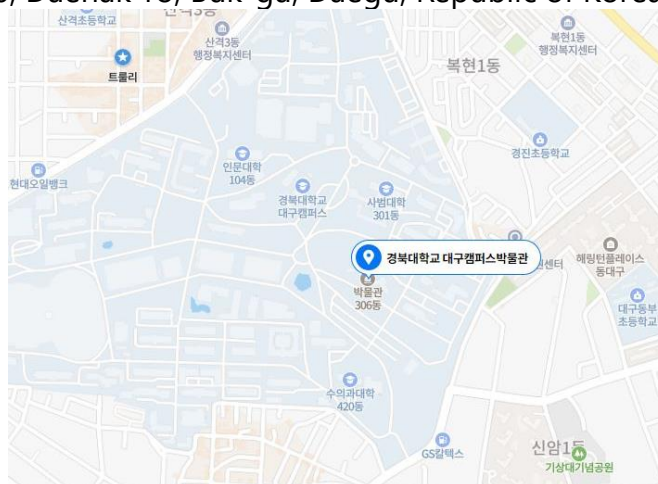 Daehak-ro, Buk-gu, Daegu, Republic of Korea
산격초등학교
산격3동
산격3동
행정복지센터
트롤리
복현1동
행정복지센터
복현1동
경진초등학교
현대오일뱅크
인문대학
104동
경북대학교
대구캠퍼스
사범대학
301동
경북대학교 대구캠퍼스박물관
원센터
해링턴플레이스
동대구
박물관
306동
대구동부
초등학교
수의과대학
420동
GS칼텍스
신암1동
기상대기념공원